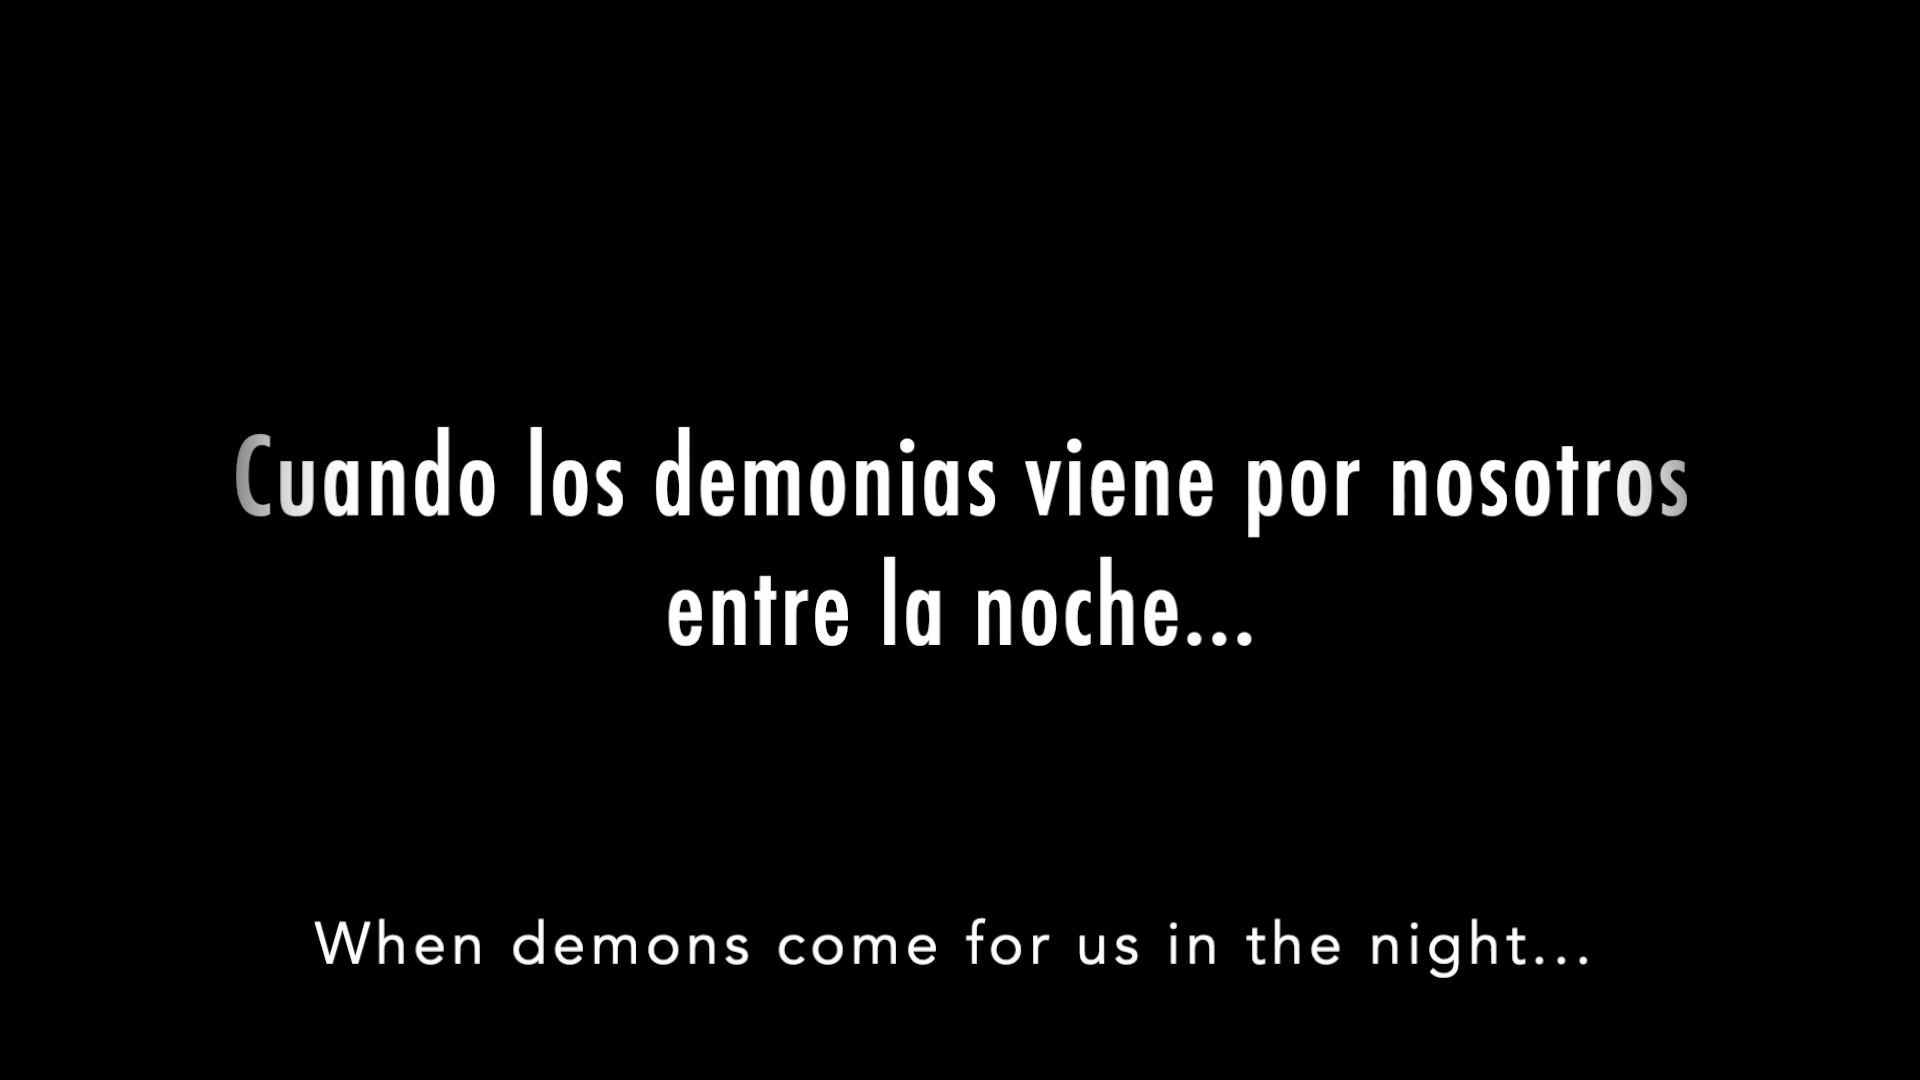 Cuando los demonias viene por nosotros
entre la noche...
When demons come for us in the night...